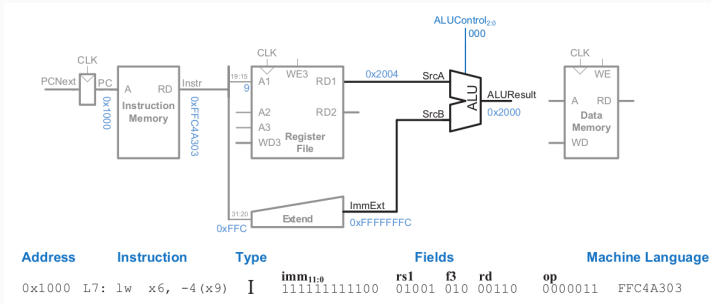 ALUControl2:0
000
CLK
CLK
CLK
PCNext
PC
0x1000
A RD
Instruction
Memory
Instr
0xFFC4A303
19:15
9
A1 WE3 RD1
A2 RD2
A3
WD3
Register
File
0x2004
SrcA
SrcB
ALU
ALUResult
0x2000
WE
A RD
Data
Memory
WD
31:20
0xFFC
Extend
ImmExt
0xFFFFFFFC
Address Instruction Type Fields Machine Language
imm11:0 rs1 f3 rd op
0x1000 L7: lw x6, -4(x9) I 111111111100 01001 010 00110 0000011 FFC4A303